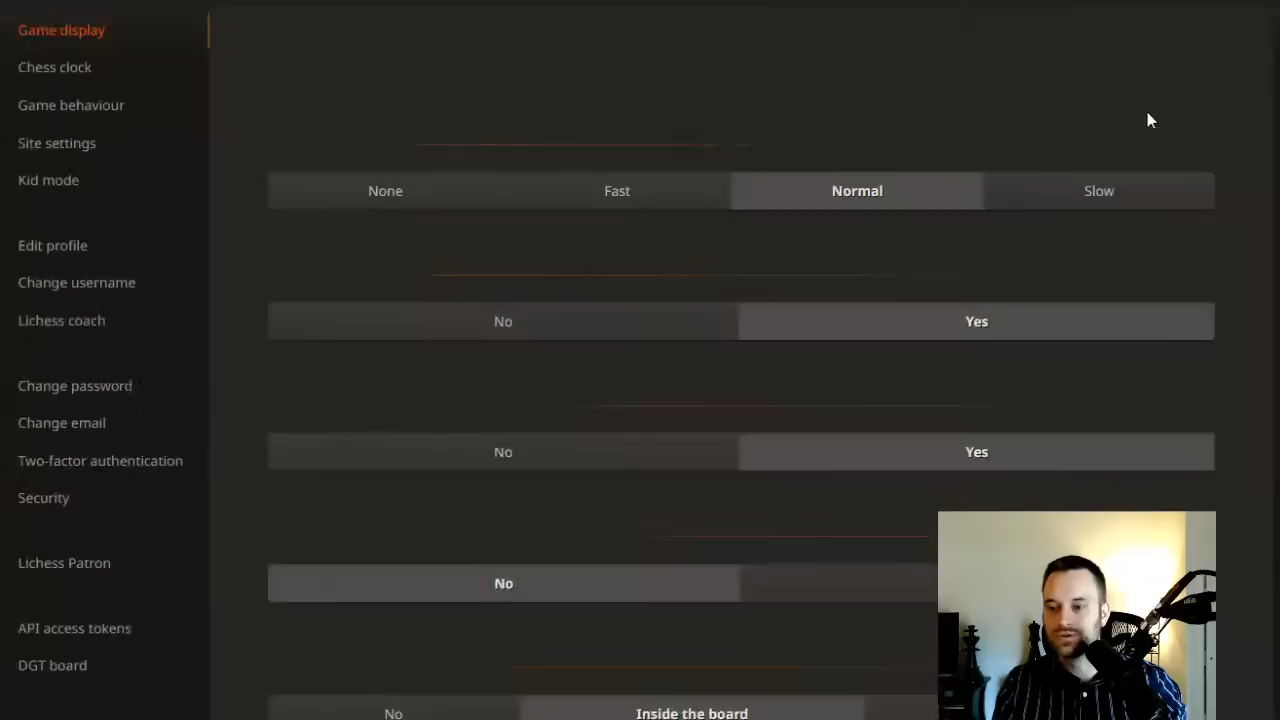 Game display
Chess clock
Game behaviour
Site settings
Kid mode
Edit profile
Change username
Lichess coach
Change password
Change email
Two-factor authentication
Security
Lichess Patron
API access tokens
DGT board
None Fast Normal Slow
No Yes
No Yes
No
No Inside the board